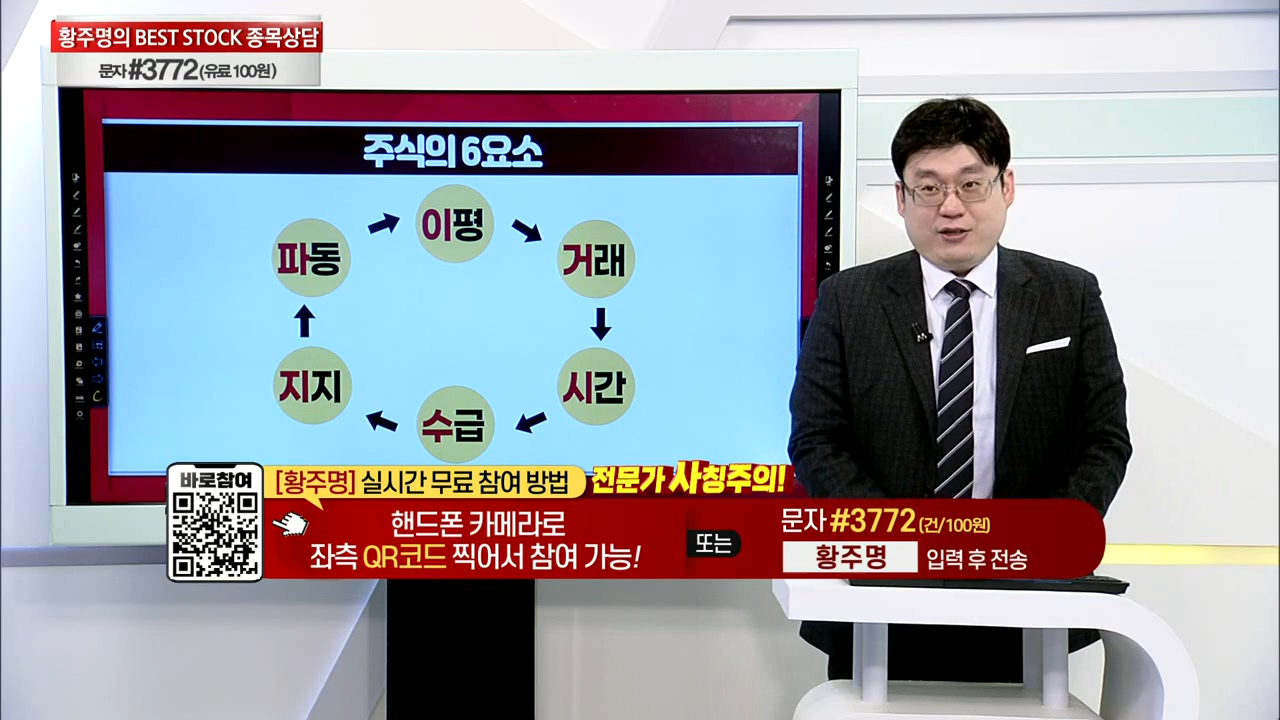 황주명의 BEST STOCK 종목상담
문자 #3772 (유료 100원)
주식의 6요소
이평
파동
거래
지지
시간
수급
바로참여
[황주명] 실시간 무료 참여 방법
전문가 사칭주의!
핸드폰 카메라로
좌측 QR코드 찍어서 참여 가능!
또는
문자 #3772 (건/100원)
황주명 입력 후 전송